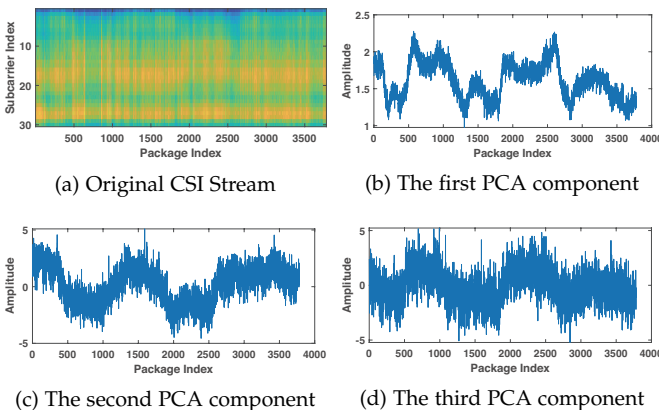 Subcarrier Index
10
20
30
500 1000 1500 2000 2500 3000 3500
Package Index
(a) Original CSI Stream
Amplitude
2.5
2
1.5
1
0 500 1000 1500 2000 2500 3000 3500 4000
Package Index
(b) The first PCA component
Amplitude
5
0
-5
0 500 1000 1500 2000 2500 3000 3500 4000
Package Index
(c) The second PCA component
Amplitude
5
0
-5
0 500 1000 1500 2000 2500 3000 3500 4000
Package Index
(d) The third PCA component